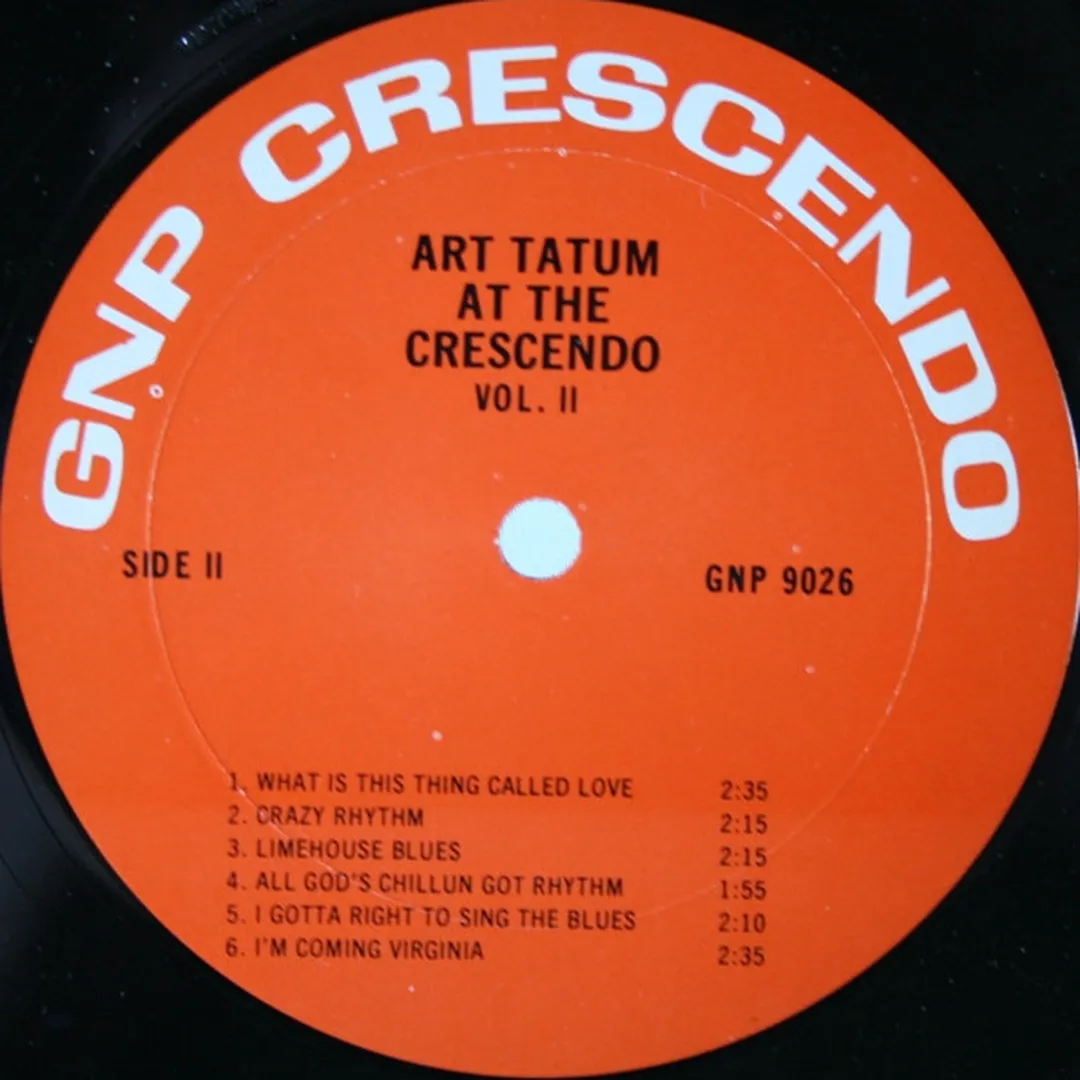 GNP CRESCENDO
ART TATUM
AT THE
CRESCENDO
VOL. II
SIDE II
GNP 9026
1. WHAT IS THIS THING CALLED LOVE 2:35
2. CRAZY RHYTHM 2:15
3. LIMEHOUSE BLUES 2:15
4. ALL GOD'S CHILLUN GOT RHYTHM 1:55
5. I GOTTA RIGHT TO SING THE BLUES 2:10
6. I'M COMING VIRGINIA 2:35